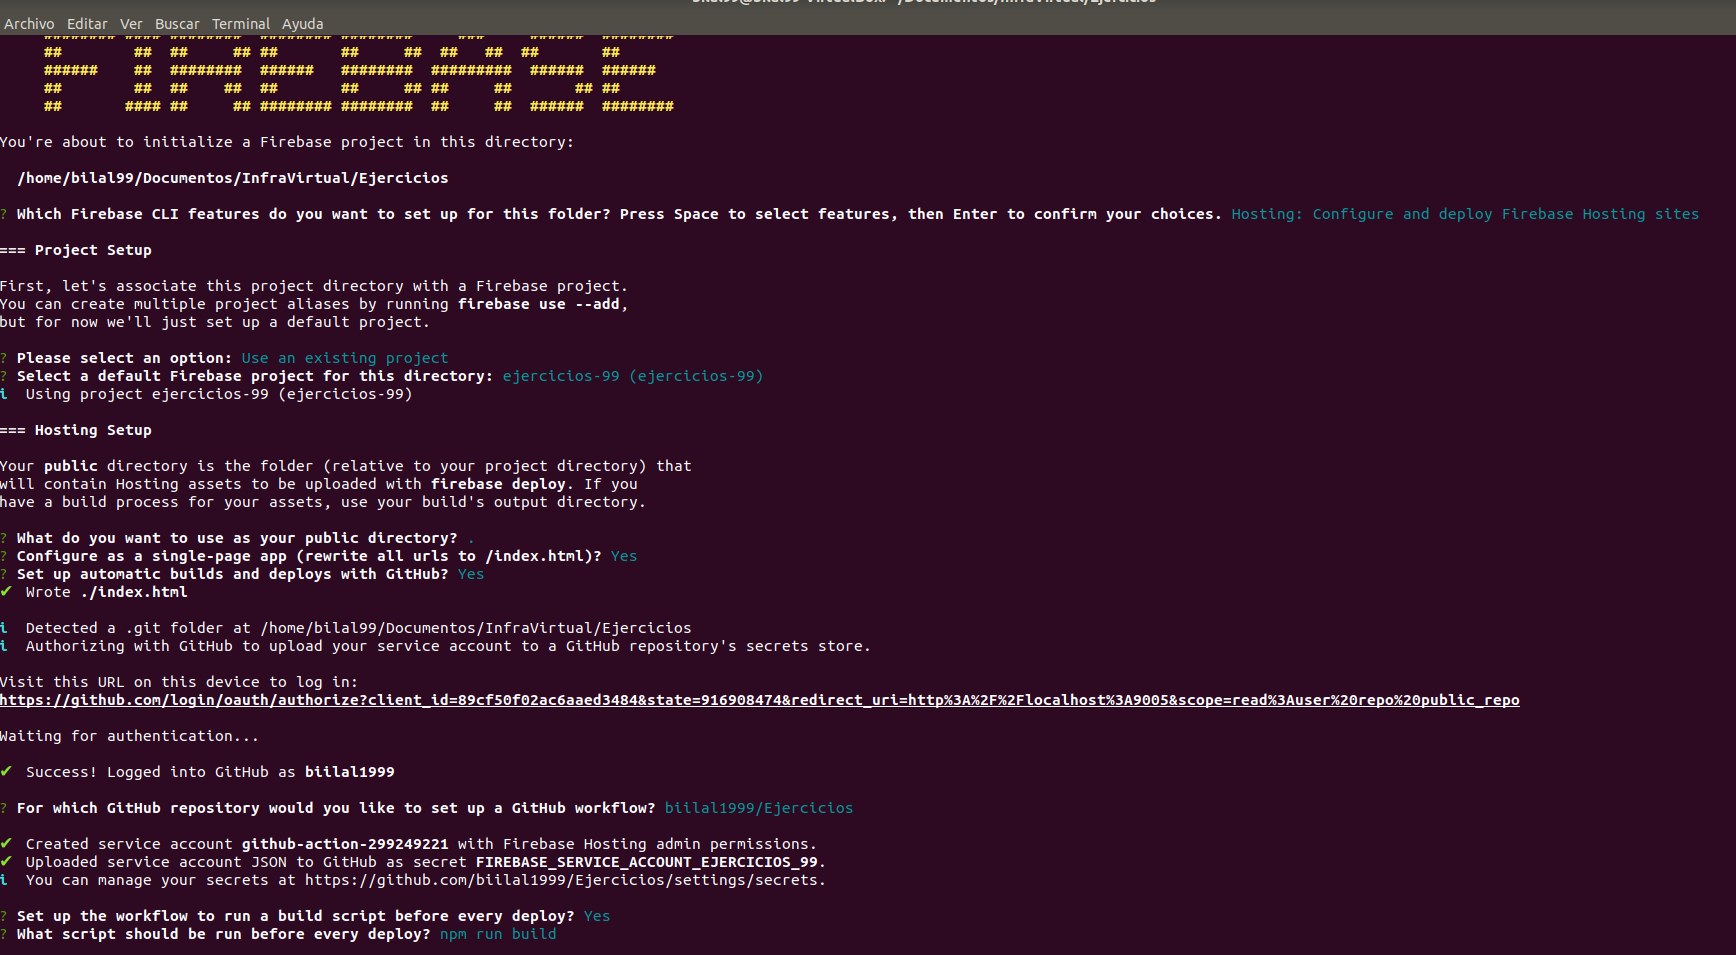 Archivo Editar Ver Buscar Terminal Ayuda
######## #### ######## ######## ######## ### ###### ########
## ## ## ## ## ## ## ## ## ## ##
###### ## ######## ###### ######## ######### ###### ######
## ## ## ## ## ## ## ## ## ## ##
## #### ## ## ######## ######## ## ## ###### ########
You're about to initialize a Firebase project in this directory:
/home/bilal99/Documentos/InfraVirtual/Ejercicios
? Which Firebase CLI features do you want to set up for this folder? Press Space to select features, then Enter to confirm your choices. Hosting: Configure and deploy Firebase Hosting sites
=== Project Setup
First, let's associate this project directory with a Firebase project.
You can create multiple project aliases by running firebase use --add,
but for now we'll just set up a default project.
? Please select an option: Use an existing project
? Select a default Firebase project for this directory: ejercicios-99 (ejercicios-99)
i Using project ejercicios-99 (ejercicios-99)
=== Hosting Setup
Your public directory is the folder (relative to your project directory) that
will contain Hosting assets to be uploaded with firebase deploy. If you
have a build process for your assets, use your build's output directory.
? What do you want to use as your public directory? .
? Configure as a single-page app (rewrite all urls to /index.html)? Yes
? Set up automatic builds and deploys with GitHub? Yes
✔ Wrote ./index.html
i Detected a .git folder at /home/bilal99/Documentos/InfraVirtual/Ejercicios
i Authorizing with GitHub to upload your service account to a GitHub repository's secrets store.
Visit this URL on this device to log in:
https://github.com/login/oauth/authorize?client_id=89cf50f02ac6aaed3484&state=916908474&redirect_uri=http%3A%2F%2Flocalhost%3A9005&scope=read%3Auser%20repo%20public_repo
Waiting for authentication...
✔ Success! Logged into GitHub as biilal1999
? For which GitHub repository would you like to set up a GitHub workflow? biilal1999/Ejercicios
✔ Created service account github-action-299249221 with Firebase Hosting admin permissions.
✔ Uploaded service account JSON to GitHub as secret FIREBASE_SERVICE_ACCOUNT_EJERCICIOS_99.
i You can manage your secrets at https://github.com/biilal1999/Ejercicios/settings/secrets.
? Set up the workflow to run a build script before every deploy? Yes
? What script should be run before every deploy? npm run build